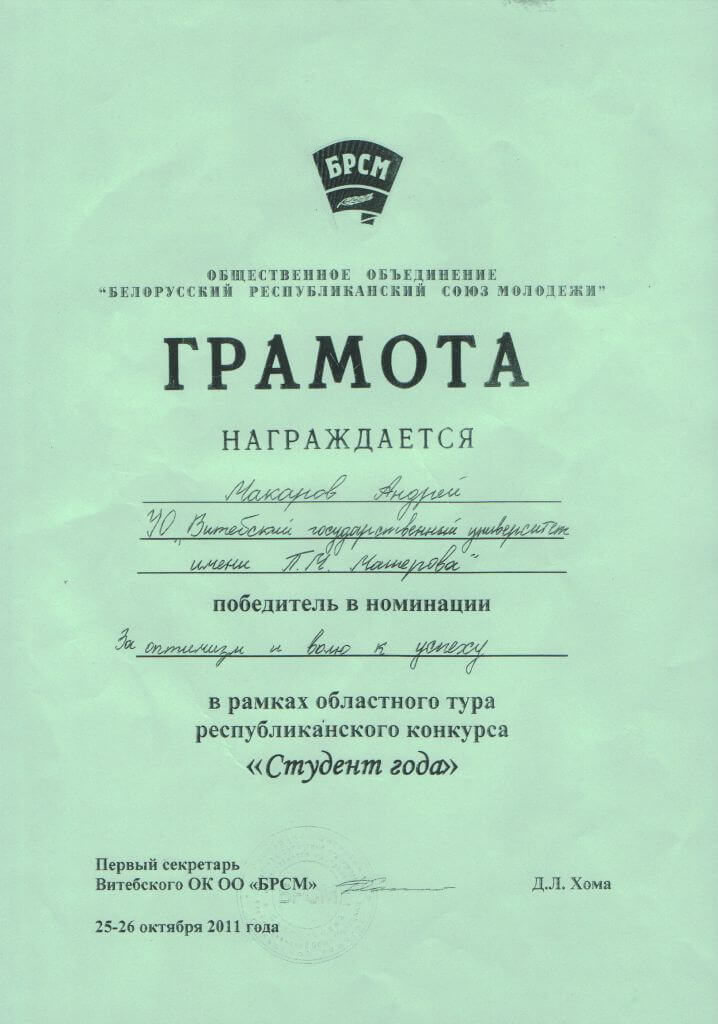 БРСМ
ОБЩЕСТВЕННОЕ ОБЪЕДИНЕНИЕ
"БЕЛОРУССКИЙ РЕСПУБЛИКАНСКИЙ СОЮЗ МОЛОДЕЖИ"
ГРАМОТА
НАГРАЖДАЕТСЯ
Макаров Андрей
УО "Витебский государственный университет
имени П.М. Машерова"
победитель в номинации
За оптимизм и волю к успеху
в рамках областного тура
республиканского конкурса
«Студент года»
Первый секретарь
Витебского ОК ОО «БРСМ» Д.Л. Хома
БРСМ
25-26 октября 2011 года